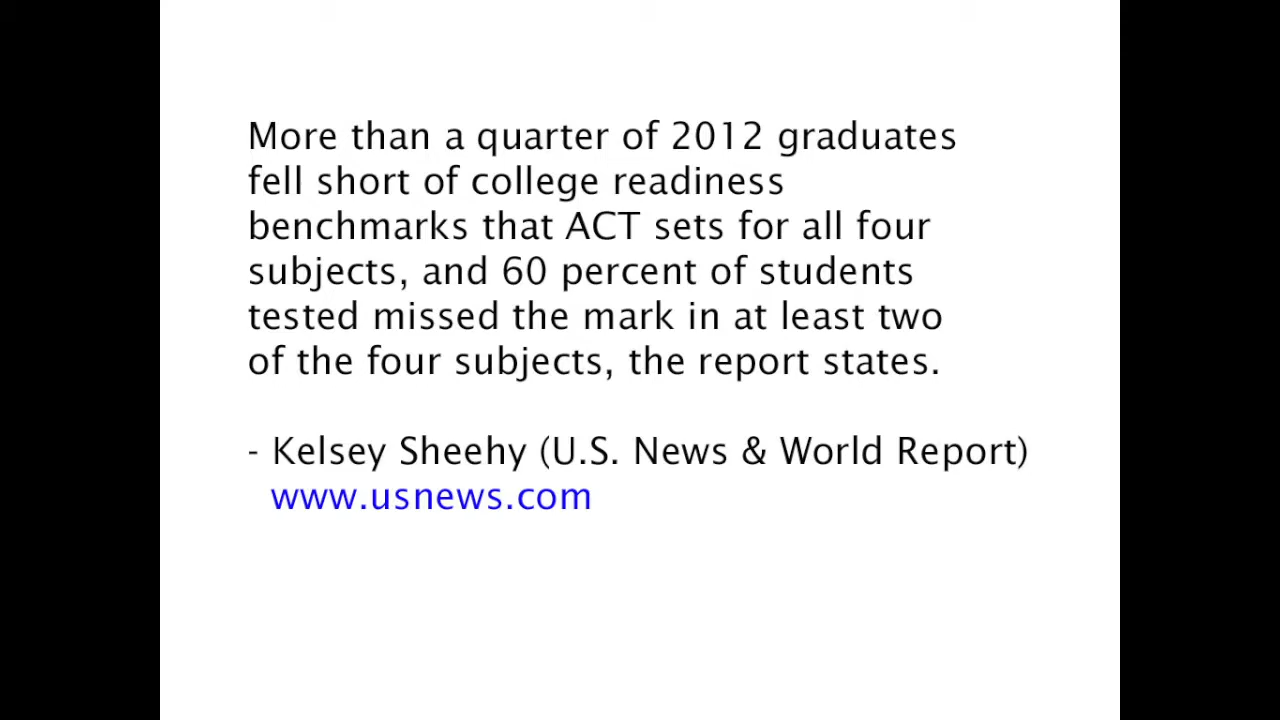 More than a quarter of 2012 graduates
fell short of college readiness
benchmarks that ACT sets for all four
subjects, and 60 percent of students
tested missed the mark in at least two
of the four subjects, the report states.
- Kelsey Sheehy (U.S. News & World Report)
www.usnews.com